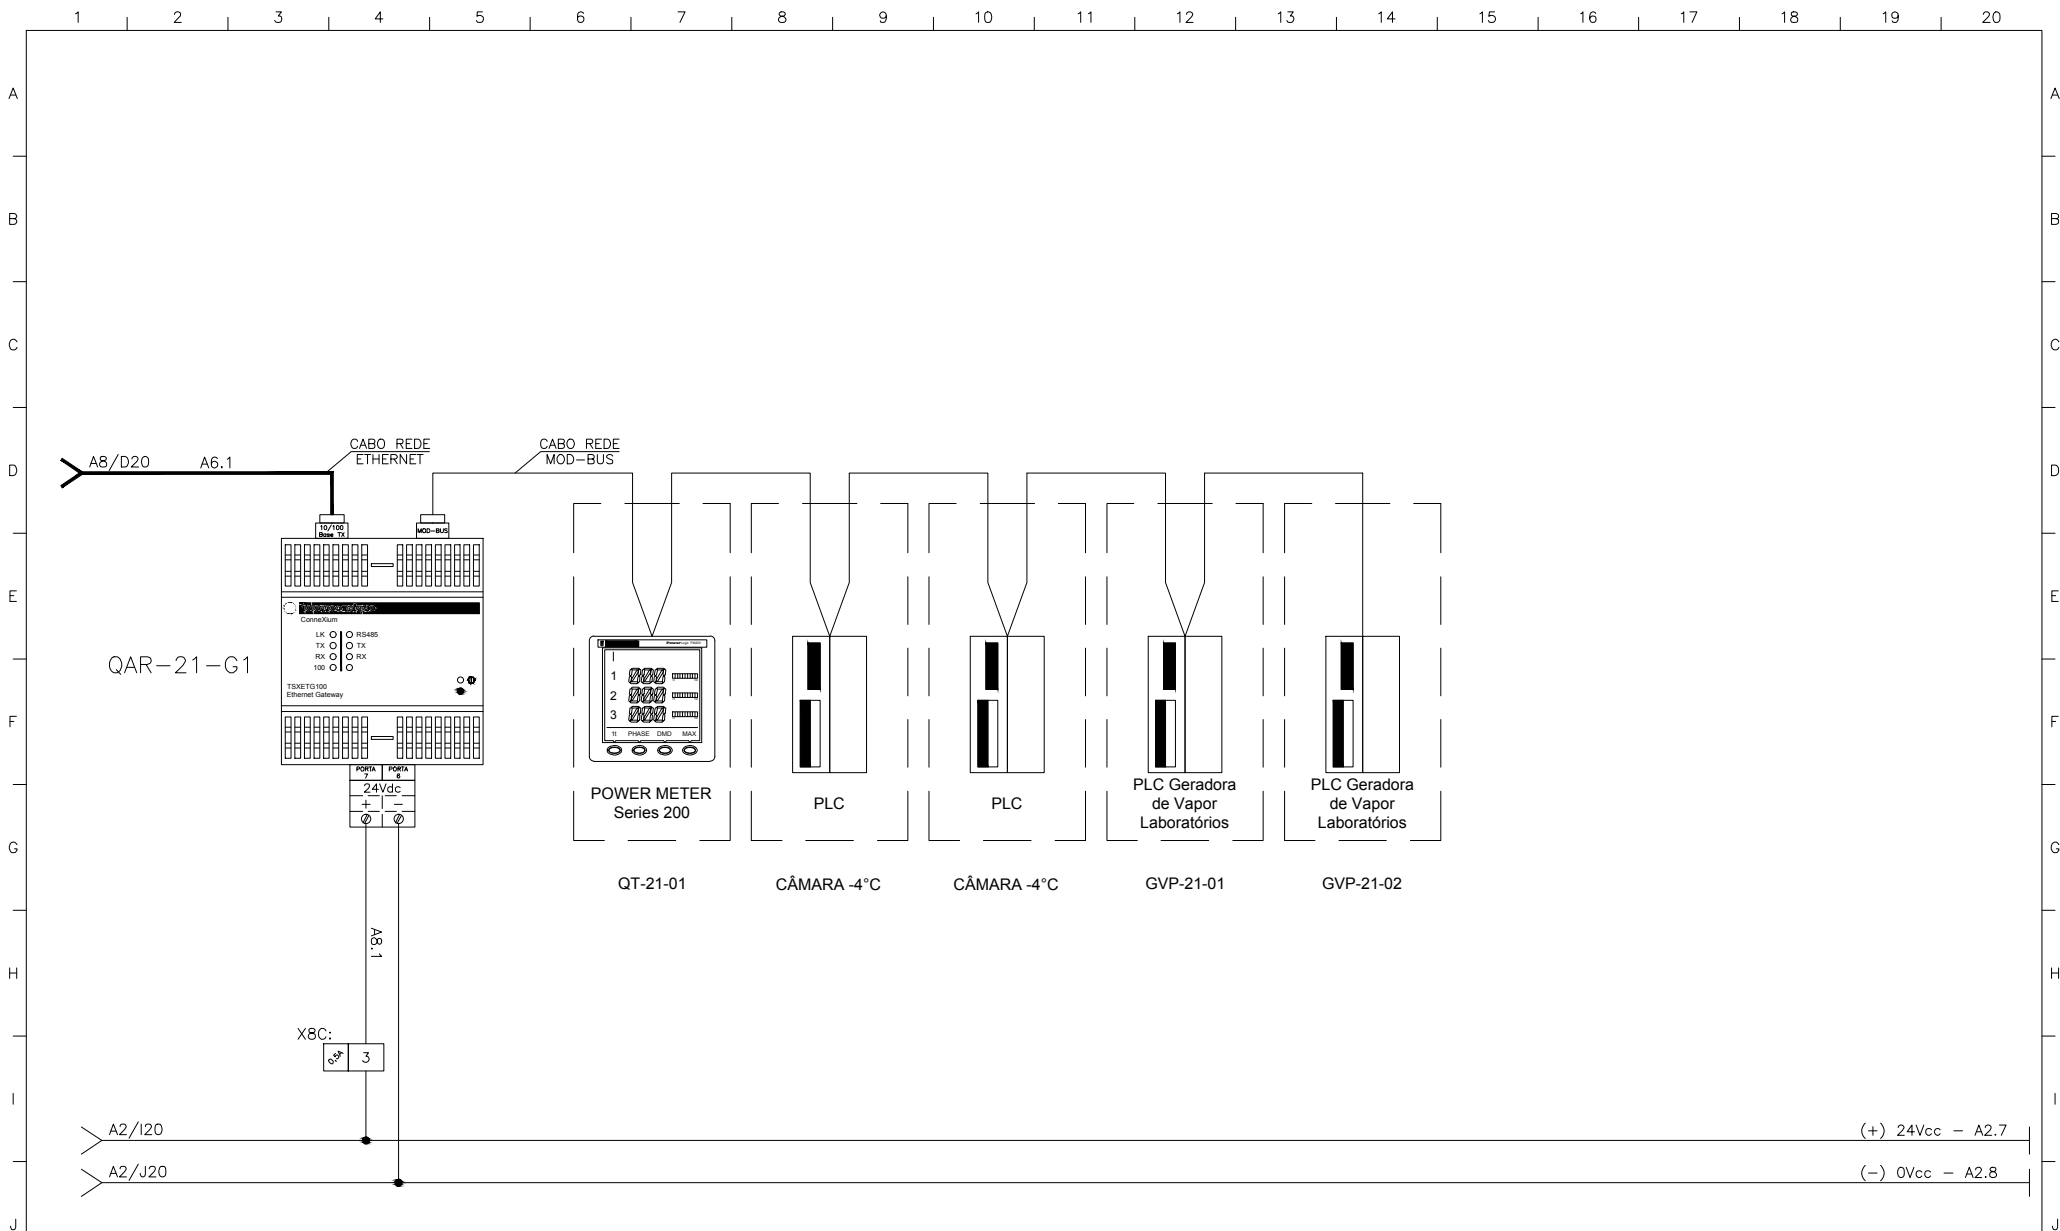 1 2 3 4 5 6 7 8 9 10 11 12 13 14 15 16 17 18 19 20
A A
B B
C C
D D
E E
F F
G G
H H
I I
J J
A8/D20 A6.1
CABO REDE
ETHERNET
CABO REDE
MOD-BUS
10/100
Base TX
MOD-BUS
ConneXium
LK RS485
TX TX
RX RX
100
TSXETG100
Ethernet Gateway
QAR-21-G1
PORTA
7
PORTA
6
24Vdc
+ -
1
2
3
PHASE DMD MAX
POWER METER
Series 200
PLC
PLC
PLC Geradora
de Vapor
Laboratórios
PLC Geradora
de Vapor
Laboratórios
QT-21-01
CÂMARA -4°C
CÂMARA -4°C
GVP-21-01
GVP-21-02
A8.1
X8C:
0,5A 3
A2/I20
(+) 24Vcc - A2.7
A2/J20
(-) 0Vcc - A2.8